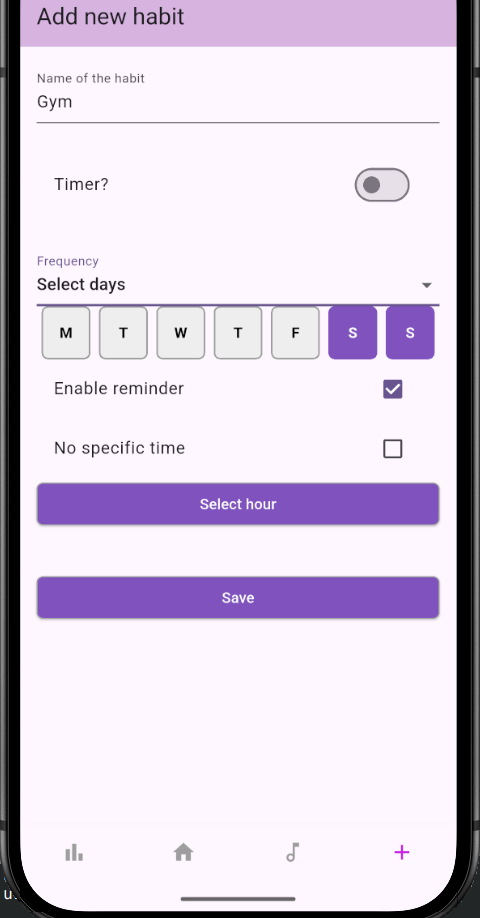 Add new habit
Name of the habit
Gym
Timer?
Frequency
Select days
M T W T F S S
Enable reminder
No specific time
Select hour
Save
u